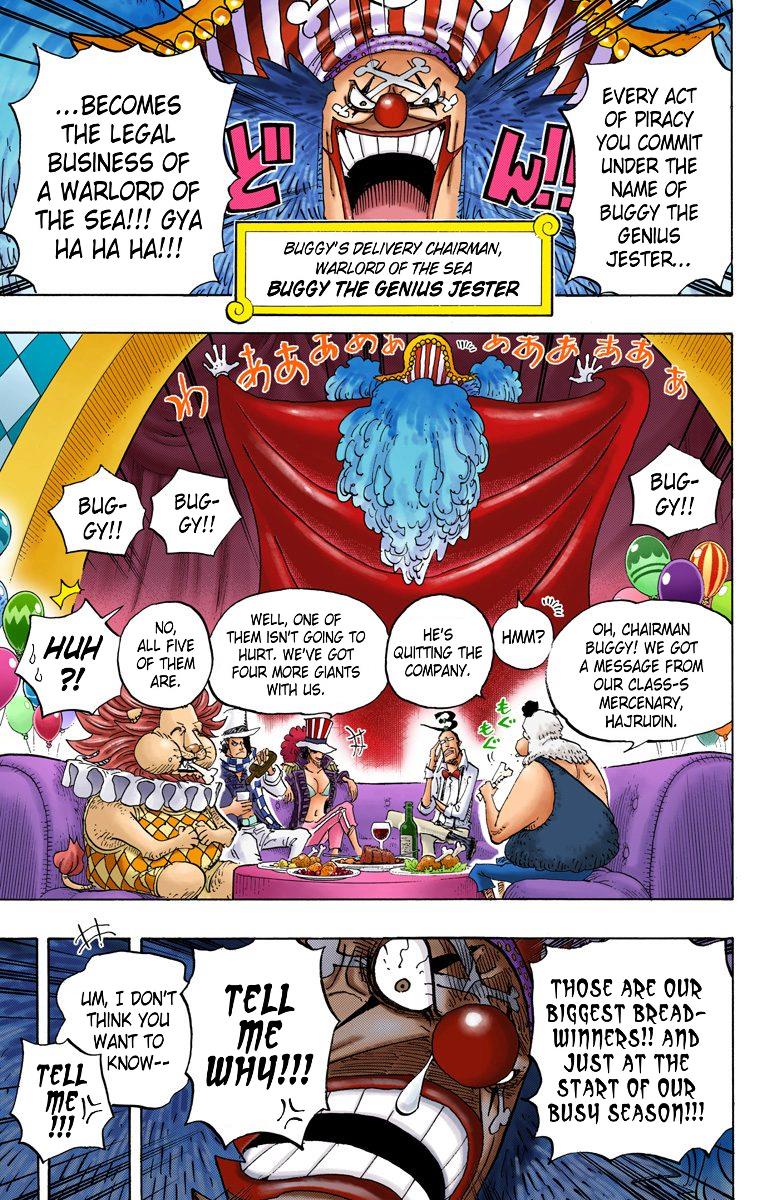 EVERY ACT
OF PIRACY
YOU COMMIT
UNDER THE
NAME OF
BUGGY THE
GENIUS
JESTER...
どん!!
...BECOMES
THE LEGAL
BUSINESS OF
A WARLORD OF
THE SEA!!! GYA
HA HA HA!!!
BUGGY'S DELIVERY CHAIRMAN,
WARLORD OF THE SEA
BUGGY THE GENIUS JESTER
わああああぁぁ
ぁああああぁ
BUG-
GY!!
BUG-
GY!!
BUG-
GY!!
OH, CHAIRMAN
BUGGY! WE GOT
A MESSAGE FROM
OUR CLASS-S
MERCENARY,
HAJRUDIN.
HMM?
HE'S
QUITTING THE
COMPANY.
WELL, ONE OF
THEM ISN'T GOING TO
HURT. WE'VE GOT
FOUR MORE GIANTS
WITH US.
NO,
ALL FIVE
OF THEM
ARE.
HUH
?!
3
もぐ
もぐ
THOSE ARE OUR
BIGGEST BREAD-
WINNERS!! AND
JUST AT THE
START OF OUR
BUSY SEASON!!!
TELL
ME
WHY!!!
UM, I DON'T
THINK YOU
WANT TO
KNOW--
TELL
ME
!!!